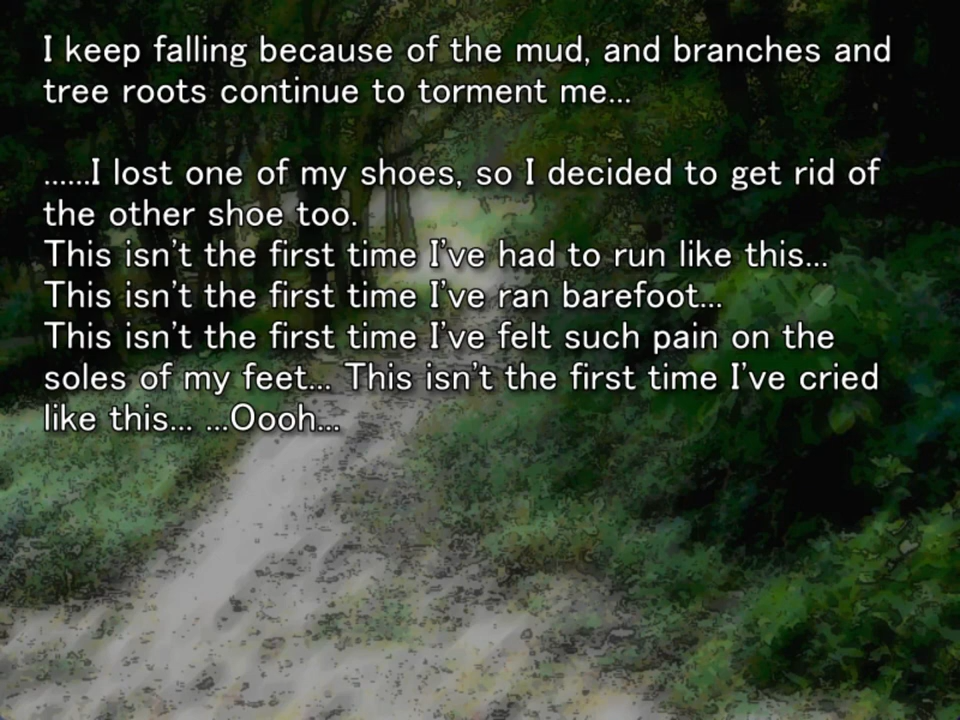 I keep falling because of the mud, and branches and
tree roots continue to torment me...
......I lost one of my shoes, so I decided to get rid of
the other shoe too.
This isn't the first time I've had to run like this...
This isn't the first time I've ran barefoot...
This isn't the first time I've felt such pain on the
soles of my feet... This isn't the first time I've cried
like this... ...Oooh...